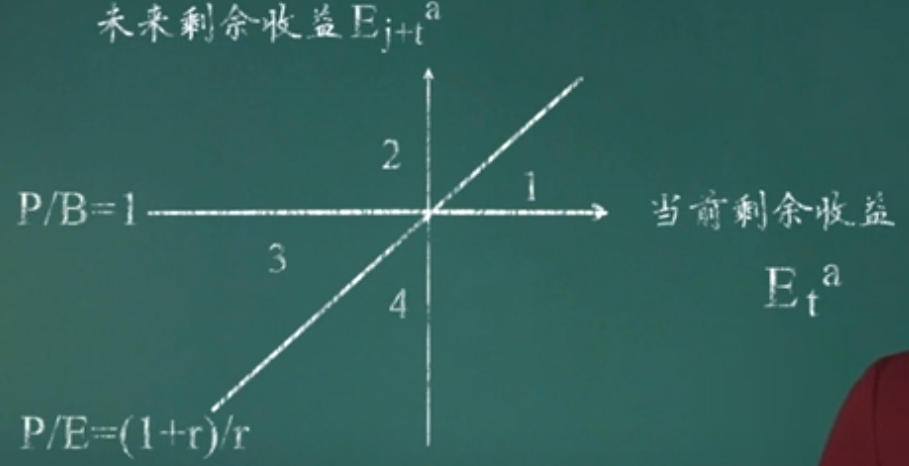 未来剩余收益 E_{j+t}^a
2
1
P/B=1
当前剩余收益
3
E_t^a
4
P/E=(1+r)/r